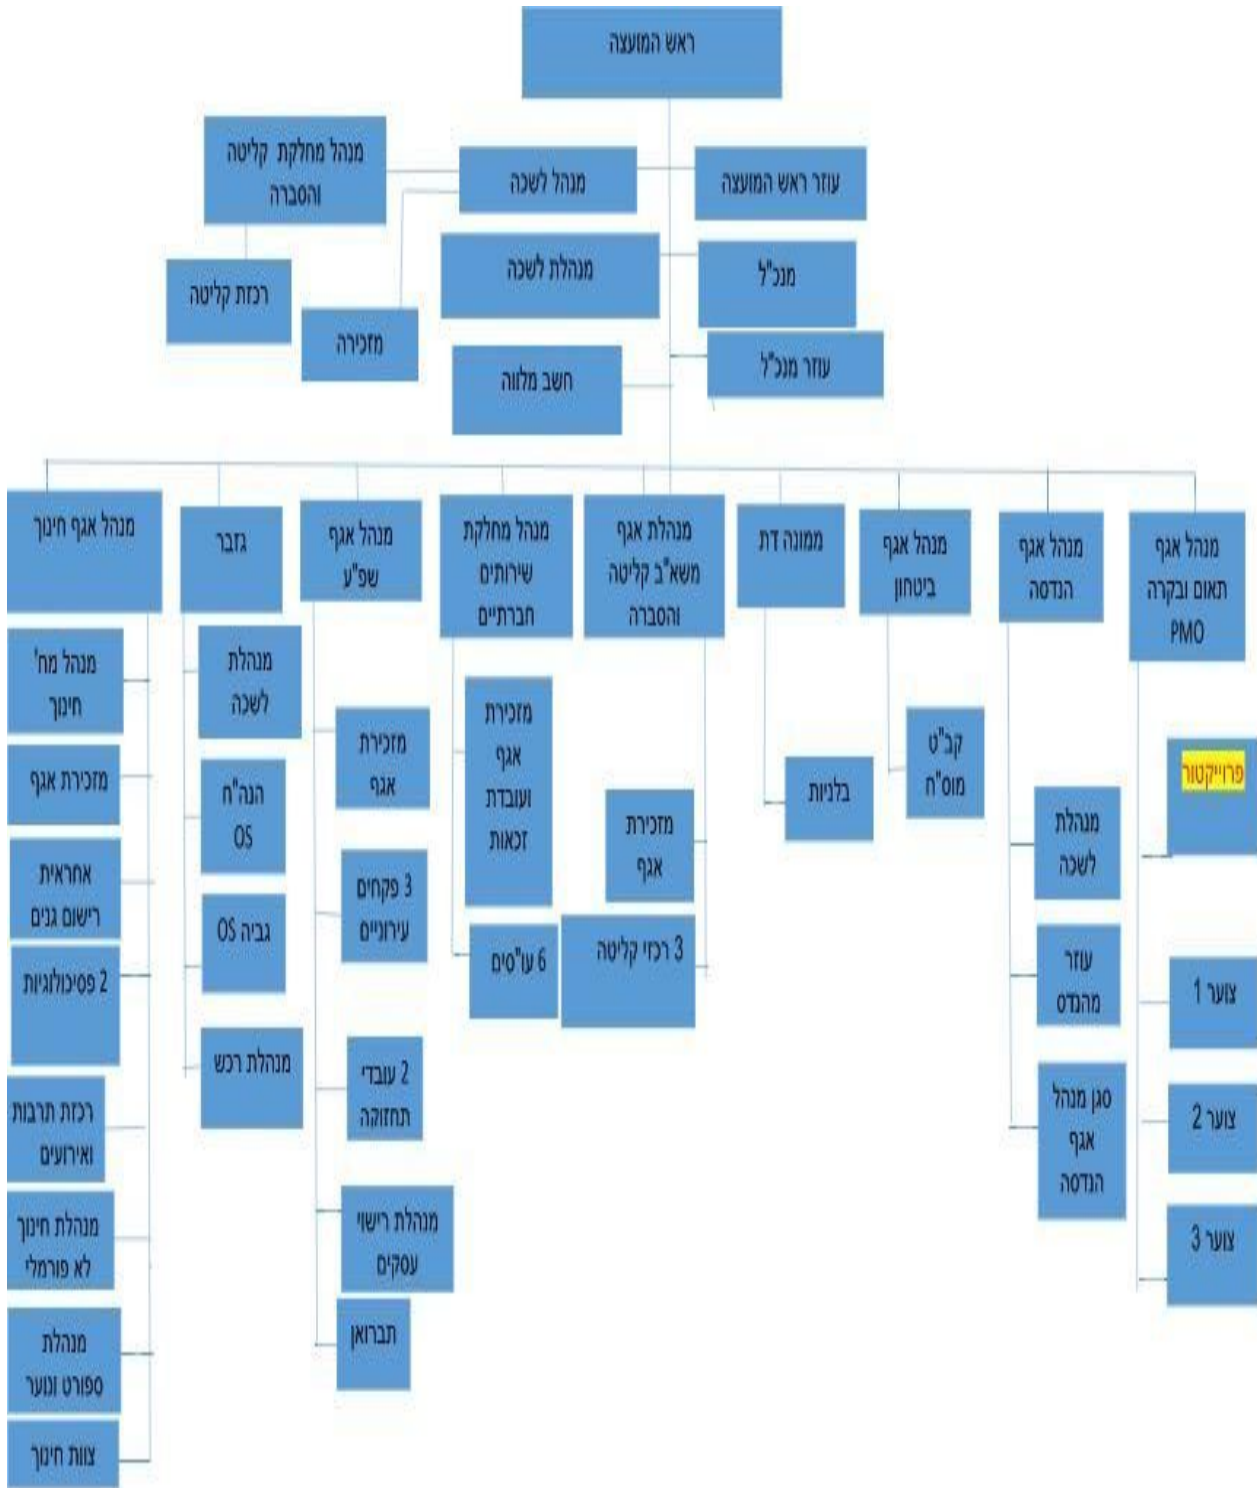 ראש המועצה
עוזר ראש המועצה
מנהל לשכה
מנהל מחלקת קליטה
והסברה
מנכ"ל
מנהלת לשכה
רכזת קליטה
מזכירה
עוזר מנכ"ל
חשב מלווה
מנהל אגף
תאום ובקרה
PMO
פרוייקטור
צוער 1
צוער 2
צוער 3
מנהל אגף
הנדסה
מנהלת
לשכה
עוזר
מהנדס
סגן מנהל
אגף
הנדסה
מנהל אגף
ביטחון
קב"ט
מוס"ח
ממונה דת
בלניות
מנהלת אגף
משא"ב קליטה
והסברה
מזכירת
אגף
3 רכזי קליטה
מנהל מחלקת
שירותים
חברתיים
מזכירת
אגף
ועובדת
זכאות
6 עו"סים
מנהל אגף
שפ"ע
מזכירת
אגף
3 פקחים
עירוניים
2 עובדי
תחזוקה
מנהלת רישוי
עסקים
תברואן
גזבר
מנהלת
לשכה
הנה"ח
OS
גביה OS
מנהלת רכש
מנהל אגף חינוך
מנהל מח'
חינוך
מזכירת אגף
אחראית
רישום גנים
2 פסיכולוגיות
רכזת תרבות
ואירועים
מנהלת חינוך
לא פורמלי
מנהלת
ספורט ונוער
צוות חינוך